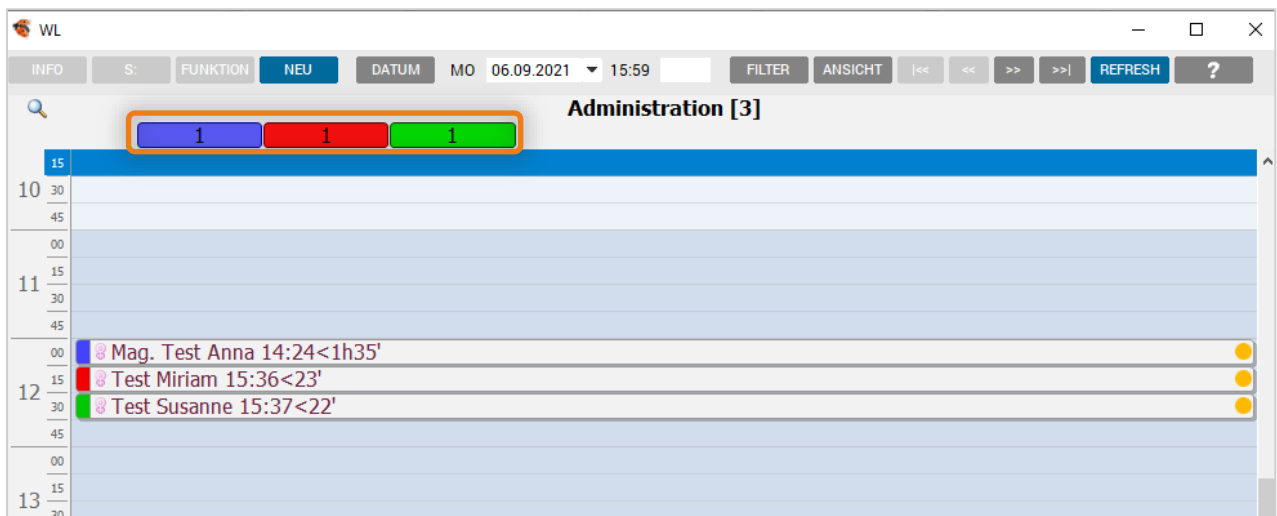 WL
INFO S: FUNKTION NEU DATUM MO 06.09.2021 15:59 FILTER ANSICHT |<< << >> >>| REFRESH ?
Administration [3]
1 1 1
15
10 30
45
00
11 15
30
45
00 Mag. Test Anna 14:24<1h35'
12 15 Test Miriam 15:36<23'
30 Test Susanne 15:37<22'
45
00
13 15
30